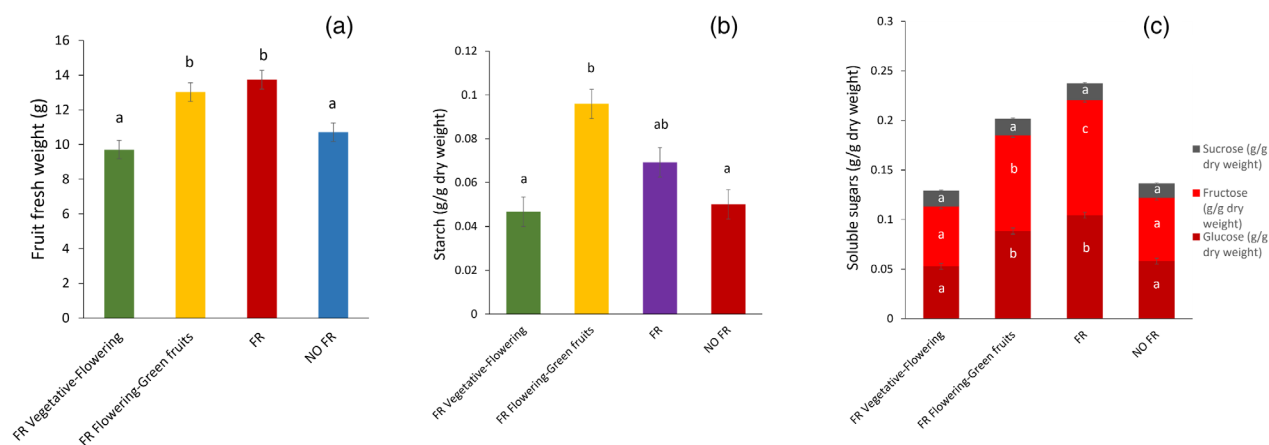 (a)
Fruit fresh weight (g)
16
14
12
10
8
6
4
2
0
a
b
b
a
FR Vegetative-Flowering
FR Flowering-Green fruits
FR
NO FR
(b)
Starch (g/g dry weight)
0.12
0.1
0.08
0.06
0.04
0.02
0
a
b
ab
a
FR Vegetative-Flowering
FR Flowering-Green fruits
FR
NO FR
(c)
Soluble sugars (g/g dry weight)
0.3
0.25
0.2
0.15
0.1
0.05
0
a
a
a
a
b
b
a
c
b
a
a
a
FR Vegetative-Flowering
FR Flowering-Green fruits
FR
NO FR
Sucrose (g/g
dry weight)
Fructose
(g/g dry
weight)
Glucose (g/g
dry weight)